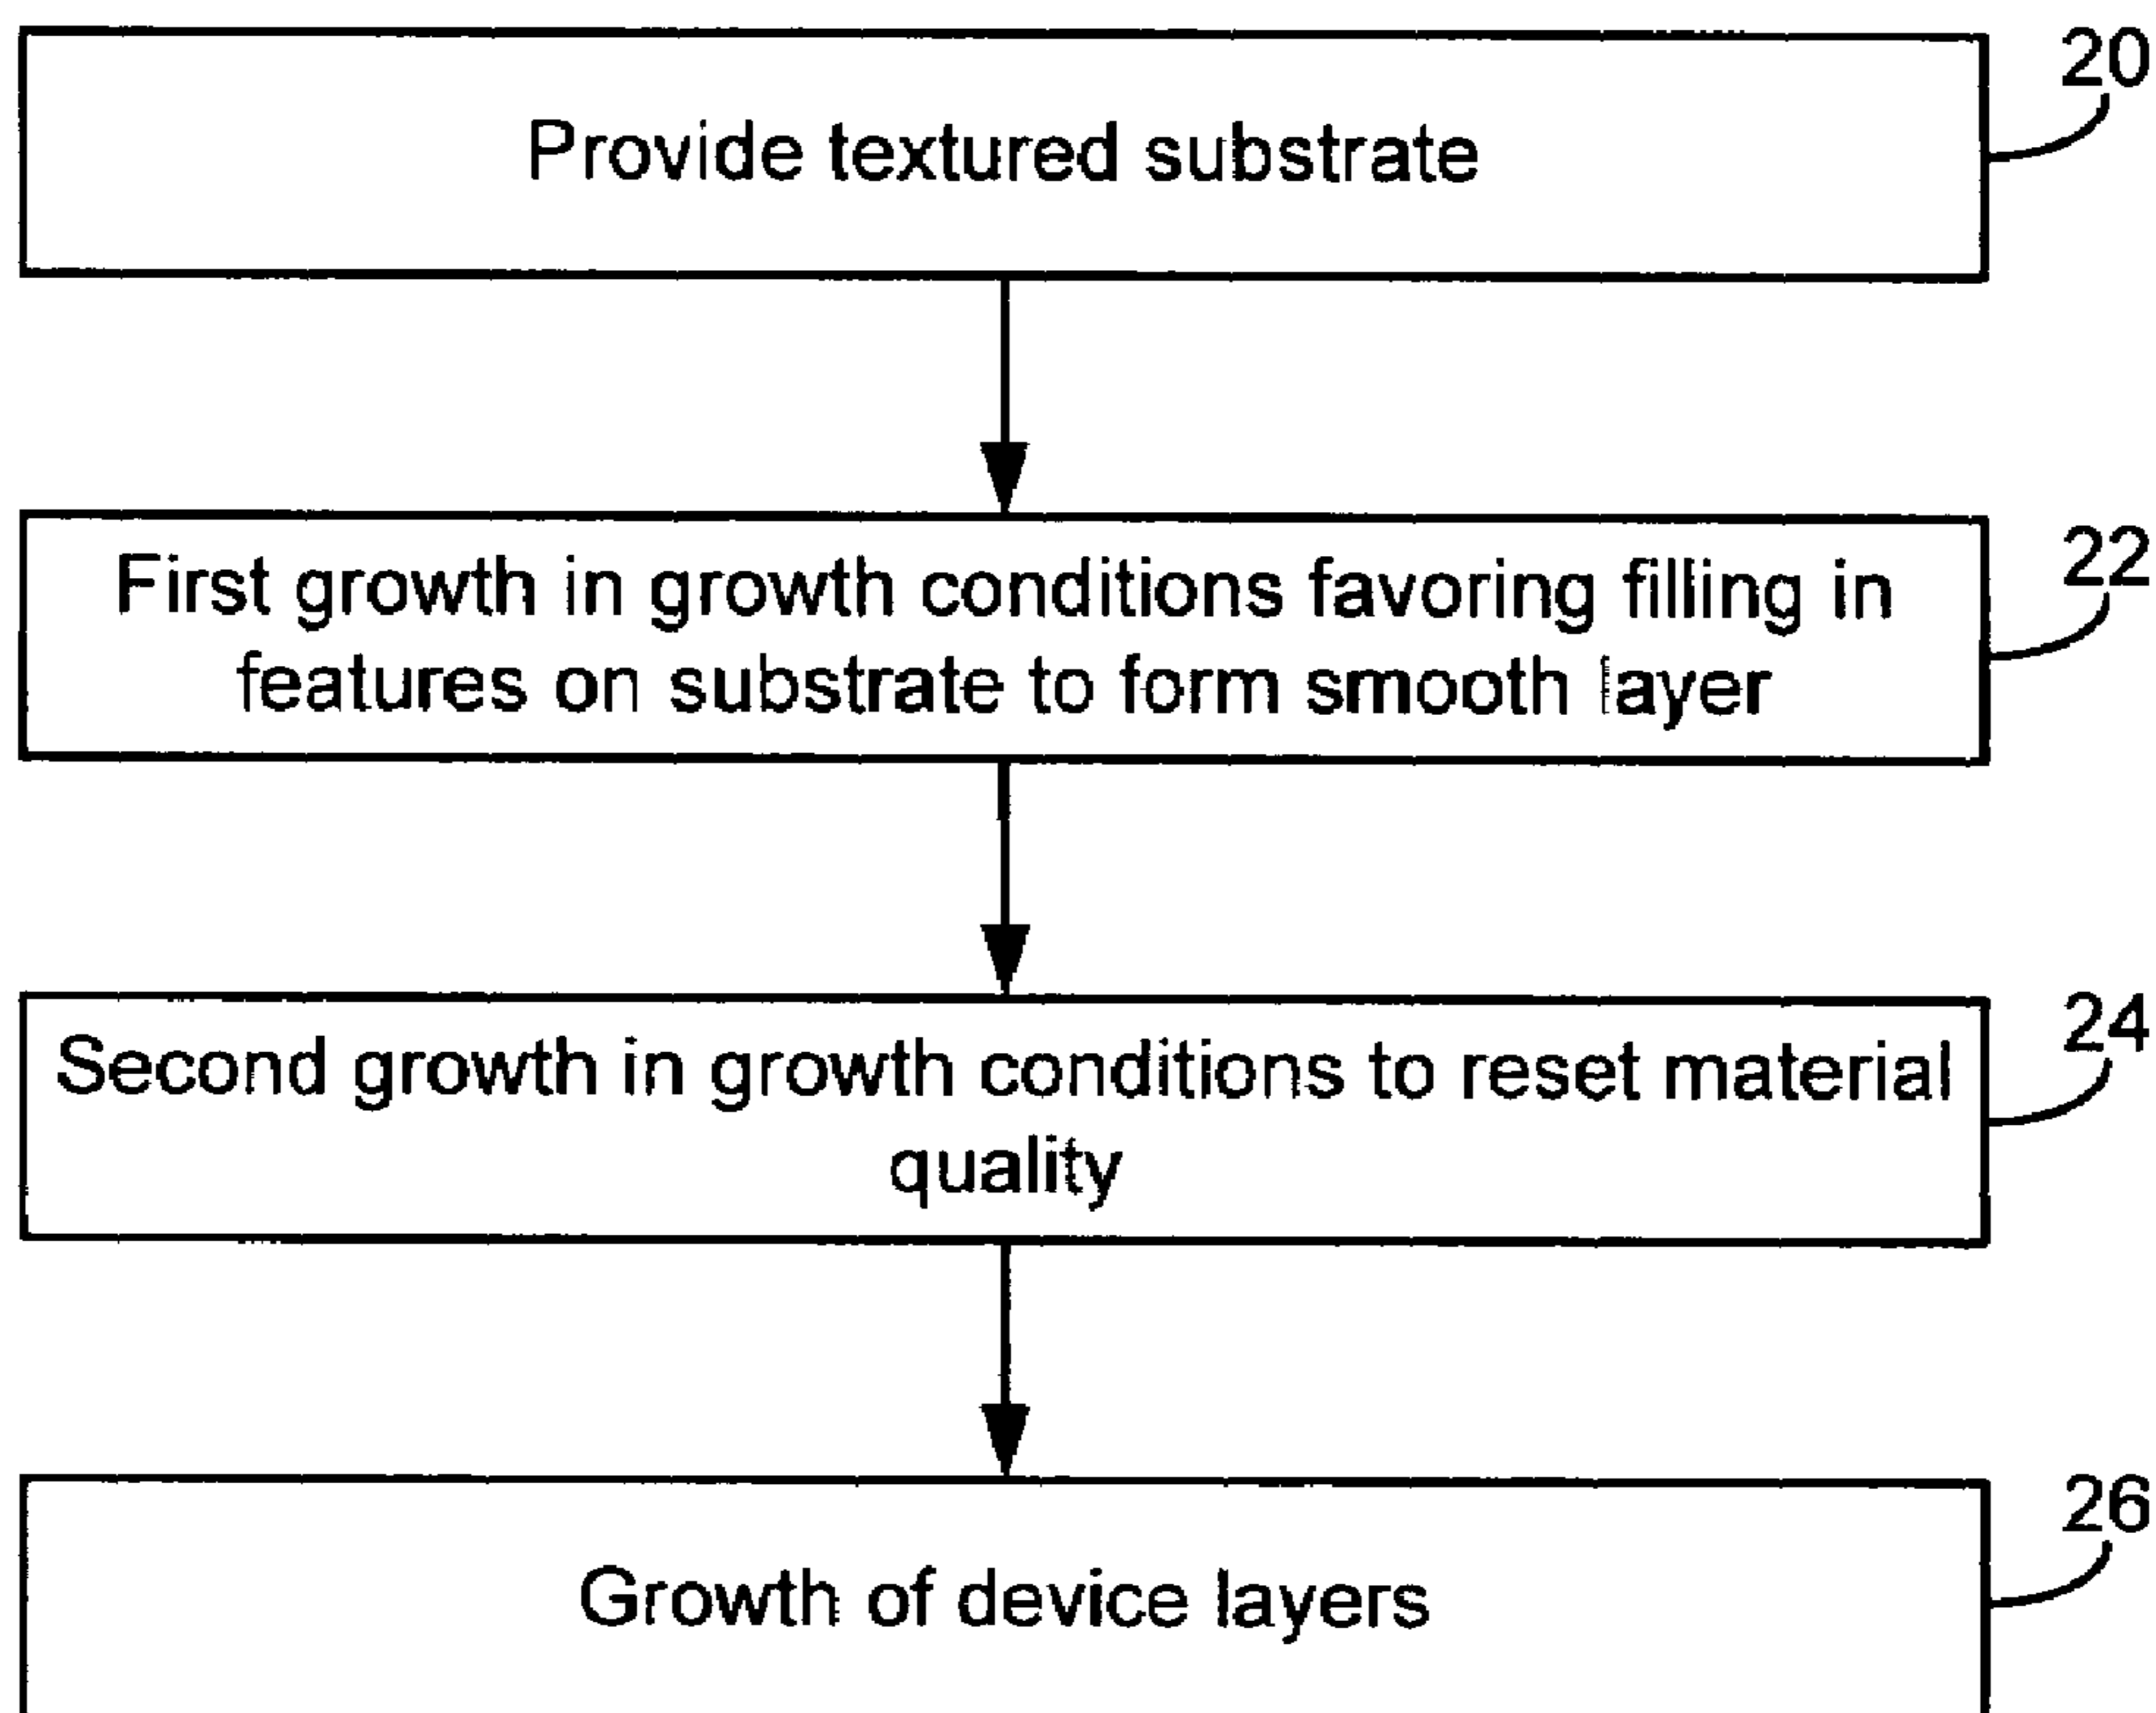 20
Provide textured substrate
22
First growth in growth conditions favoring filling in
features on substrate to form smooth layer
24
Second growth in growth conditions to reset material
quality
26
Growth of device layers